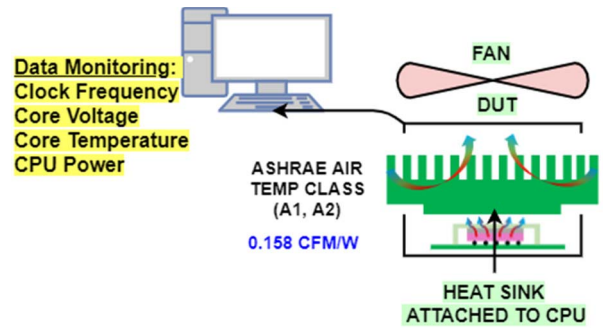 Data Monitoring:
Clock Frequency
Core Voltage
Core Temperature
CPU Power
FAN
DUT
ASHRAE AIR
TEMP CLASS
(A1, A2)
0.158 CFM/W
HEAT SINK
ATTACHED TO CPU